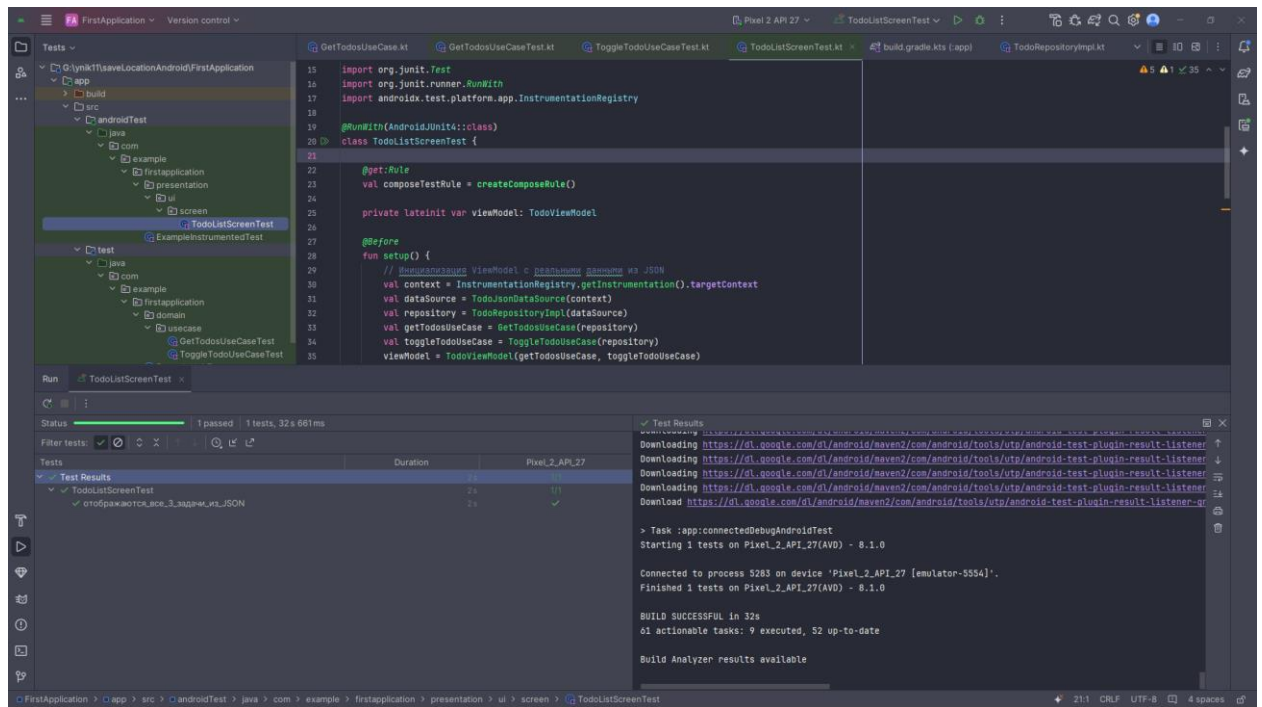 FA FirstApplication Version control Pixel 2 API 27 TodoListScreenTest
Tests
G:\ynik11\saveLocationAndroid\FirstApplication
app
build
src
androidTest
java
com
example
firstapplication
presentation
ui
screen
TodoListScreenTest
ExampleInstrumentedTest
test
java
com
example
firstapplication
domain
usecase
GetTodosUseCaseTest
ToggleTodoUseCaseTest
GetTodosUseCase.kt GetTodosUseCaseTest.kt ToggleTodoUseCaseTest.kt TodoListScreenTest.kt build.gradle.kts (:app) TodoRepositoryImpl.kt
5 1 35
15 import org.junit.Test
16 import org.junit.runner.RunWith
17 import androidx.test.platform.app.InstrumentationRegistry
18
19 @RunWith(AndroidJUnit4::class)
20 class TodoListScreenTest {
21
22 @get:Rule
23 val composeTestRule = createComposeRule()
24
25 private lateinit var viewModel: TodoViewModel
26
27 @Before
28 fun setup() {
29 // Инициализация ViewModel с реальными данными из JSON
30 val context = InstrumentationRegistry.getInstrumentation().targetContext
31 val dataSource = TodoJsonDataSource(context)
32 val repository = TodoRepositoryImpl(dataSource)
33 val getTodosUseCase = GetTodosUseCase(repository)
34 val toggleTodoUseCase = ToggleTodoUseCase(repository)
35 viewModel = TodoViewModel(getTodosUseCase, toggleTodoUseCase)
Run TodoListScreenTest
Status 1 passed 1 tests, 32 s 661 ms
Filter tests:
Tests Duration Pixel_2_API_27
Test Results 2 s 1/1
TodoListScreenTest 2 s 1/1
отображаются_все_3_задачи_из_JSON 2 s
Test Results
Downloading https://dl.google.com/dl/android/maven2/com/android/tools/utp/android-test-plugin-result-listener
Downloading https://dl.google.com/dl/android/maven2/com/android/tools/utp/android-test-plugin-result-listener
Downloading https://dl.google.com/dl/android/maven2/com/android/tools/utp/android-test-plugin-result-listener
Downloading https://dl.google.com/dl/android/maven2/com/android/tools/utp/android-test-plugin-result-listener
Download https://dl.google.com/dl/android/maven2/com/android/tools/utp/android-test-plugin-result-listener-gr
> Task :app:connectedDebugAndroidTest
Starting 1 tests on Pixel_2_API_27(AVD) - 8.1.0
Connected to process 5283 on device 'Pixel_2_API_27 [emulator-5554]'.
Finished 1 tests on Pixel_2_API_27(AVD) - 8.1.0
BUILD SUCCESSFUL in 32s
61 actionable tasks: 9 executed, 52 up-to-date
Build Analyzer results available
FirstApplication > app > src > androidTest > java > com > example > firstapplication > presentation > ui > screen > TodoListScreenTest
21:1 CRLF UTF-8 4 spaces